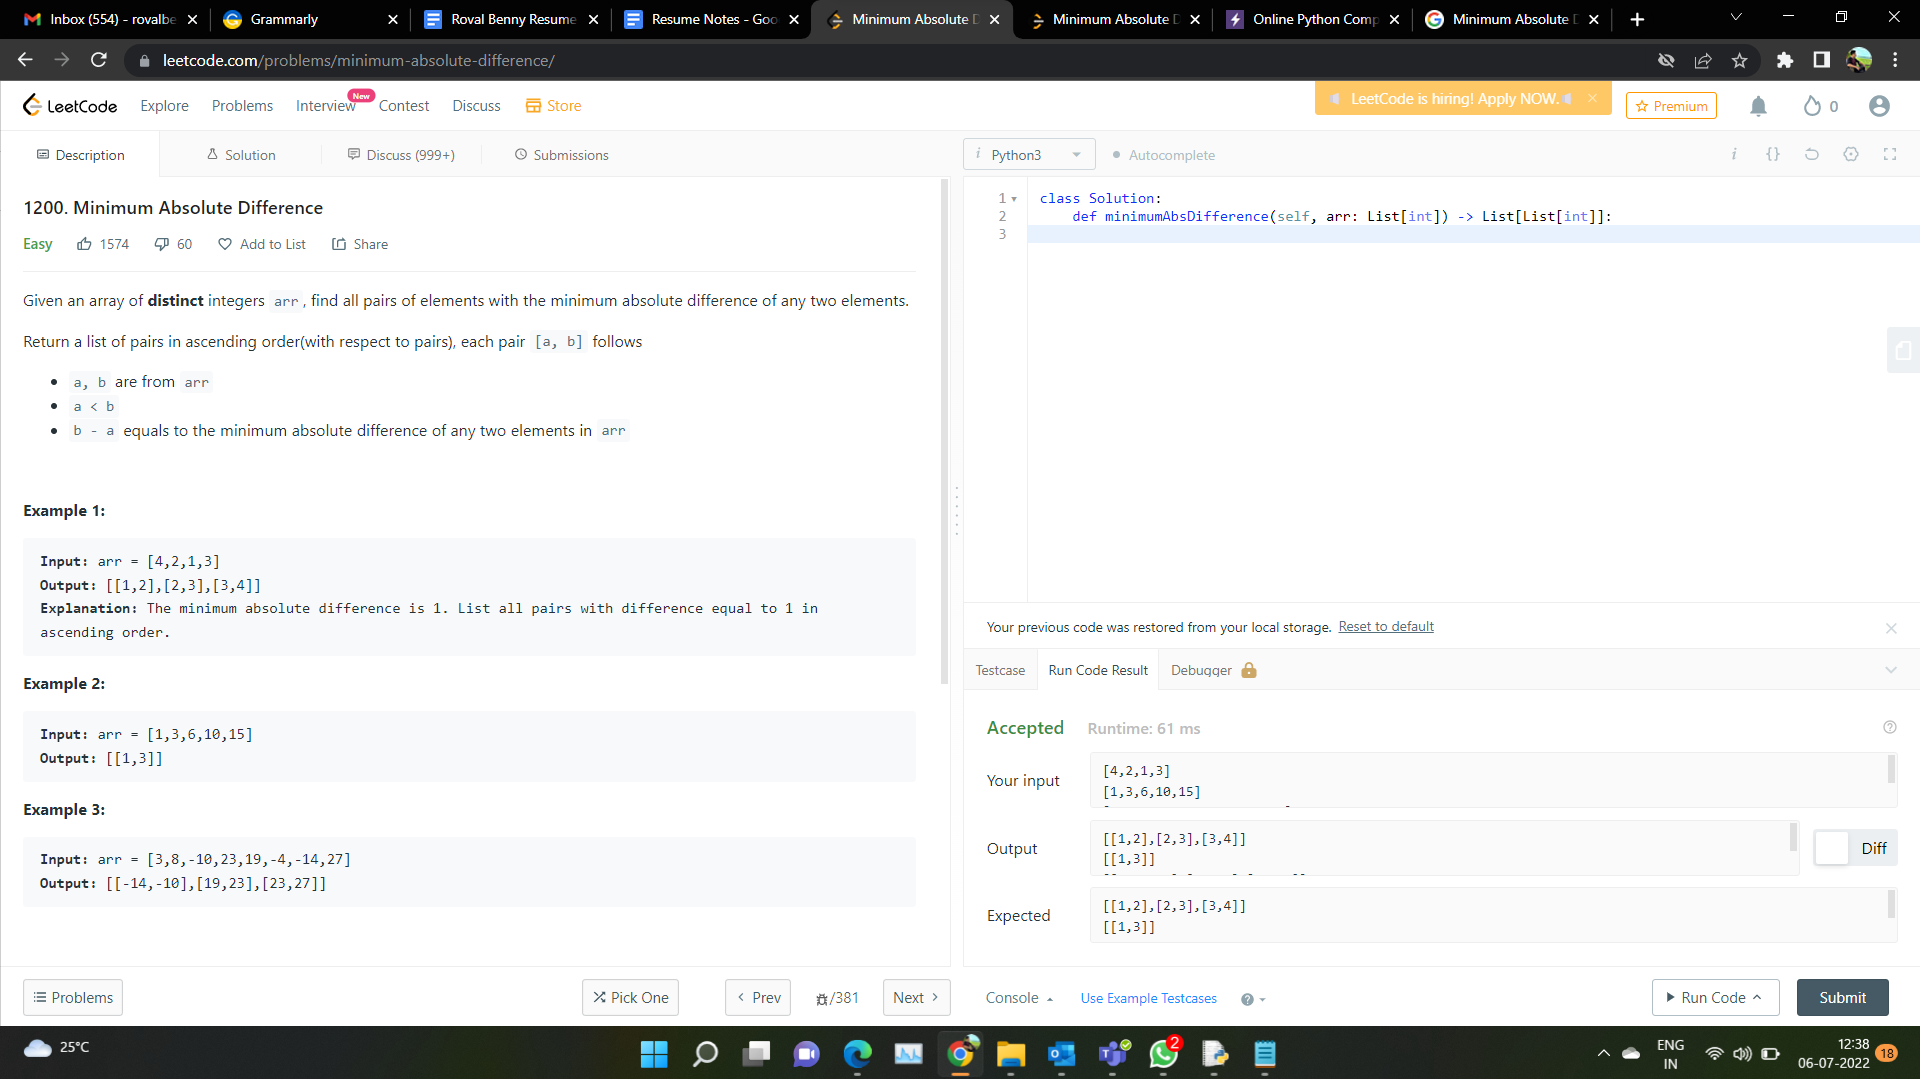 Inbox (554) - rovalbe
Grammarly
Roval Benny Resume
Resume Notes - Goo
Minimum Absolute D
Minimum Absolute D
Online Python Comp
Minimum Absolute D
leetcode.com/problems/minimum-absolute-difference/
LeetCode
Explore
Problems
Interview
New
Contest
Discuss
Store
LeetCode is hiring! Apply NOW.
Premium
0
Description
Solution
Discuss (999+)
Submissions
i Python3
Autocomplete
i {}
1200. Minimum Absolute Difference
Easy 1574 60 Add to List Share
Given an array of distinct integers arr, find all pairs of elements with the minimum absolute difference of any two elements.
Return a list of pairs in ascending order(with respect to pairs), each pair [a, b] follows
• a, b are from arr
• a < b
• b - a equals to the minimum absolute difference of any two elements in arr
Example 1:
Input: arr = [4,2,1,3]
Output: [[1,2],[2,3],[3,4]]
Explanation: The minimum absolute difference is 1. List all pairs with difference equal to 1 in
ascending order.
Example 2:
Input: arr = [1,3,6,10,15]
Output: [[1,3]]
Example 3:
Input: arr = [3,8,-10,23,19,-4,-14,27]
Output: [[-14,-10],[19,23],[23,27]]
1 class Solution:
2 def minimumAbsDifference(self, arr: List[int]) -> List[List[int]]:
3
Your previous code was restored from your local storage. Reset to default
Testcase
Run Code Result
Debugger
Accepted Runtime: 61 ms
Your input
[4,2,1,3]
[1,3,6,10,15]
Output
[[1,2],[2,3],[3,4]]
[[1,3]]
Diff
Expected
[[1,2],[2,3],[3,4]]
[[1,3]]
Problems
Pick One
Prev
/381
Next
Console
Use Example Testcases
Run Code
Submit
25°C
2
ENG
IN
12:38
06-07-2022
18